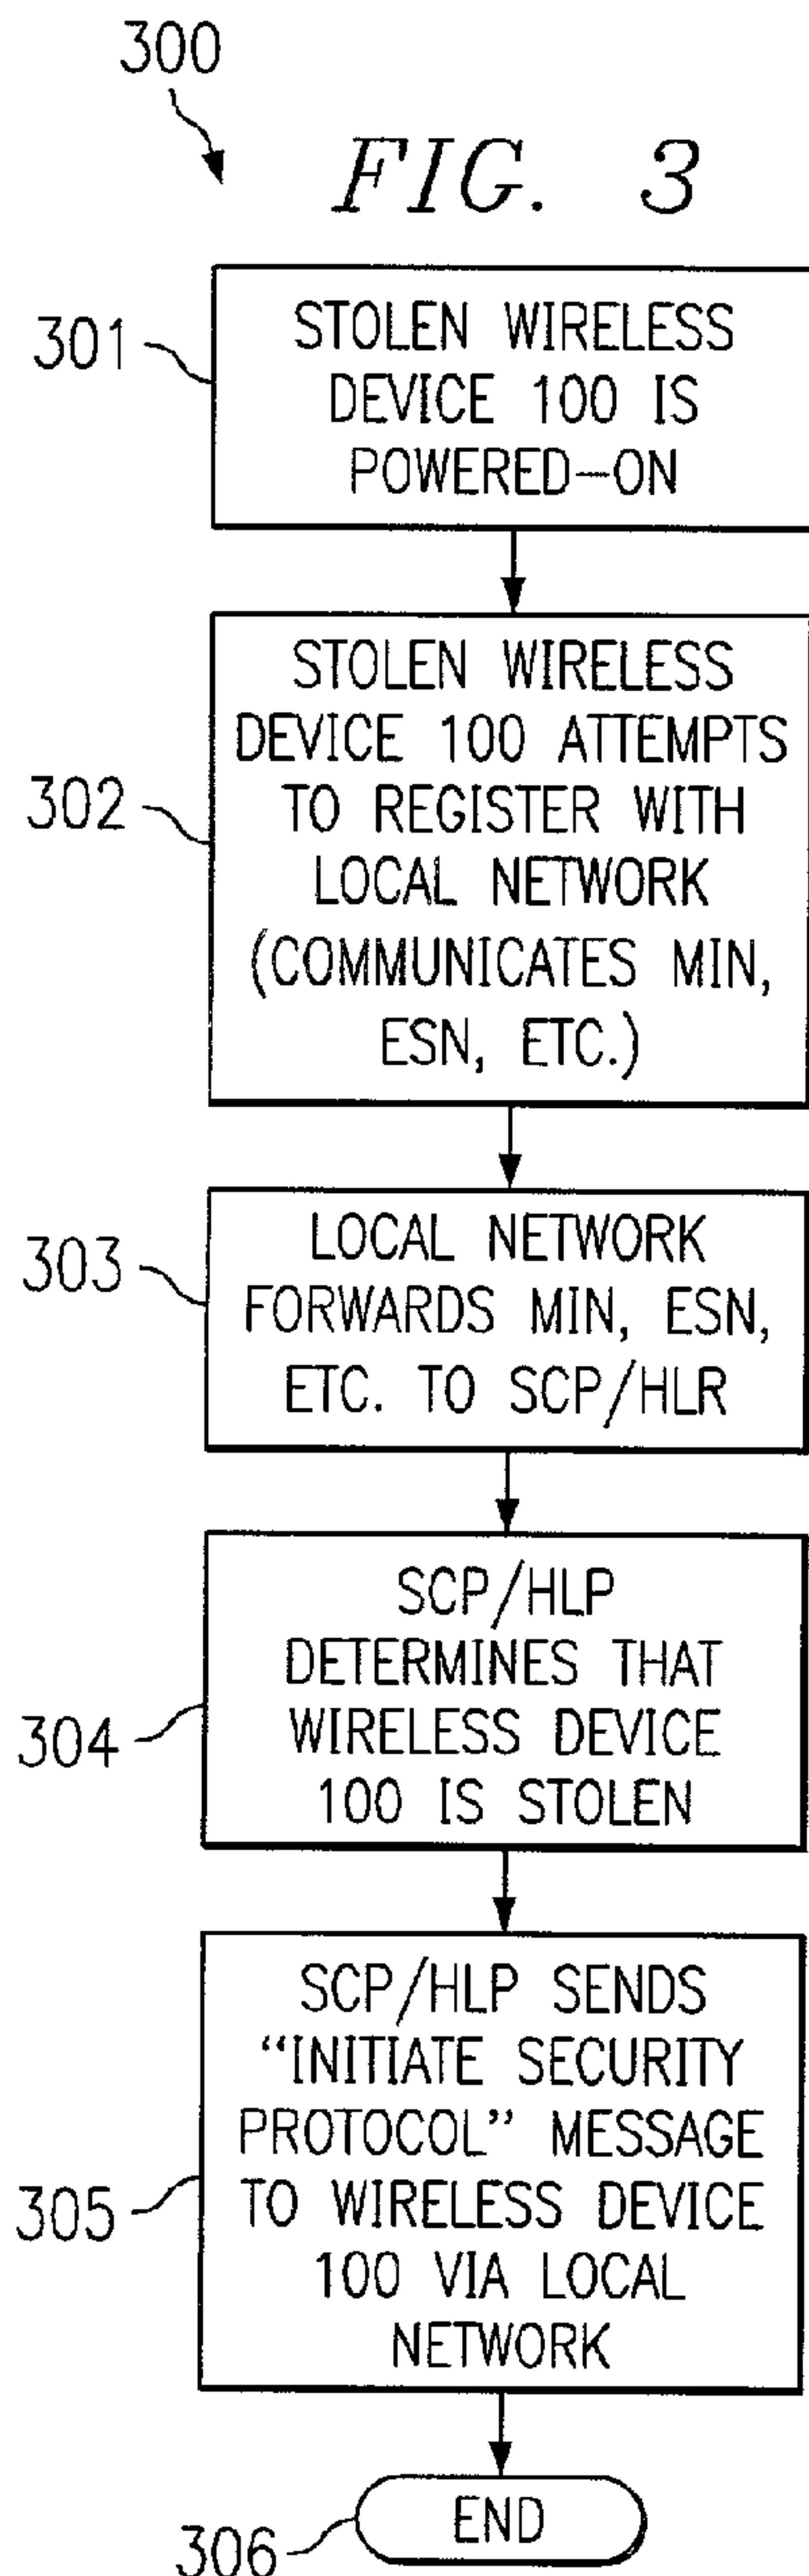 300
FIG. 3
301
STOLEN WIRELESS
DEVICE 100 IS
POWERED-ON
302
STOLEN WIRELESS
DEVICE 100 ATTEMPTS
TO REGISTER WITH
LOCAL NETWORK
(COMMUNICATES MIN,
ESN, ETC.)
303
LOCAL NETWORK
FORWARDS MIN, ESN,
ETC. TO SCP/HLR
304
SCP/HLP
DETERMINES THAT
WIRELESS DEVICE
100 IS STOLEN
305
SCP/HLP SENDS
“INITIATE SECURITY
PROTOCOL” MESSAGE
TO WIRELESS DEVICE
100 VIA LOCAL
NETWORK
306
END